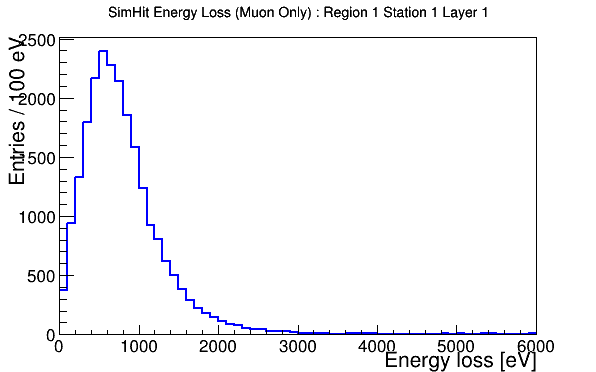 SimHit Energy Loss (Muon Only) : Region 1 Station 1 Layer 1
Entries / 100 eV
2500
2000
1500
1000
500
0
0 1000 2000 3000 4000 5000 6000
Energy loss [eV]